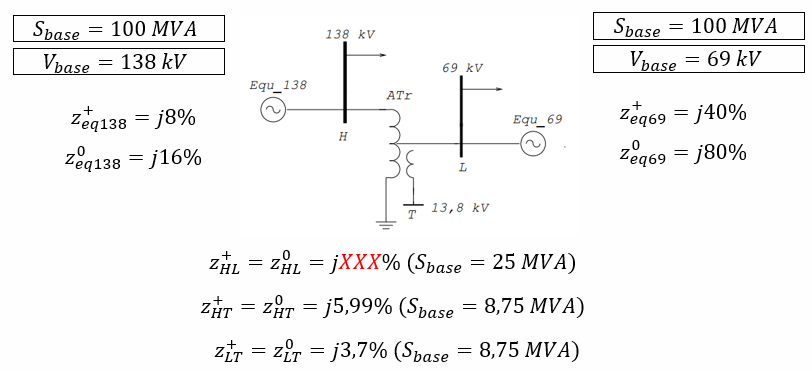 S_base = 100 MVA
V_base = 138 kV
z⁺_eq138 = j8%
z⁰_eq138 = j16%
138 kV
Equ_138
H
ATr
69 kV
Equ_69
L
T
13,8 kV
S_base = 100 MVA
V_base = 69 kV
z⁺_eq69 = j40%
z⁰_eq69 = j80%
z⁺_HL = z⁰_HL = jXXX% (S_base = 25 MVA)
z⁺_HT = z⁰_HT = j5,99% (S_base = 8,75 MVA)
z⁺_LT = z⁰_LT = j3,7% (S_base = 8,75 MVA)